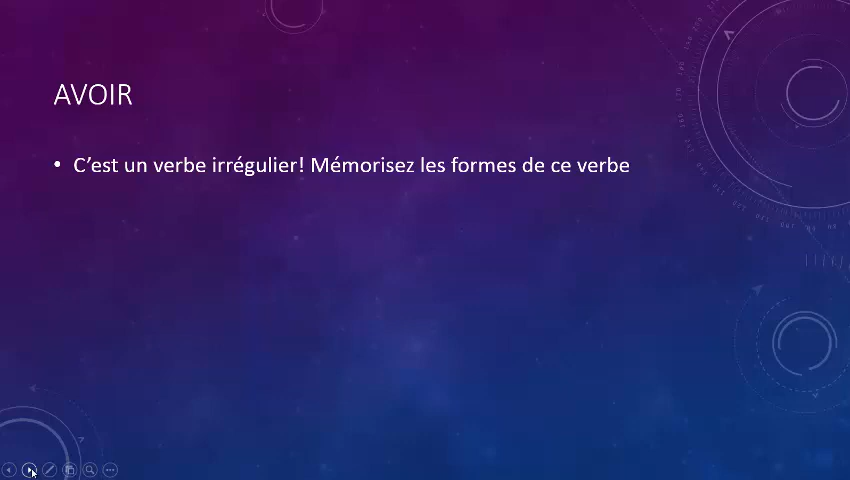 AVOIR
• C’est un verbe irrégulier! Mémorisez les formes de ce verbe